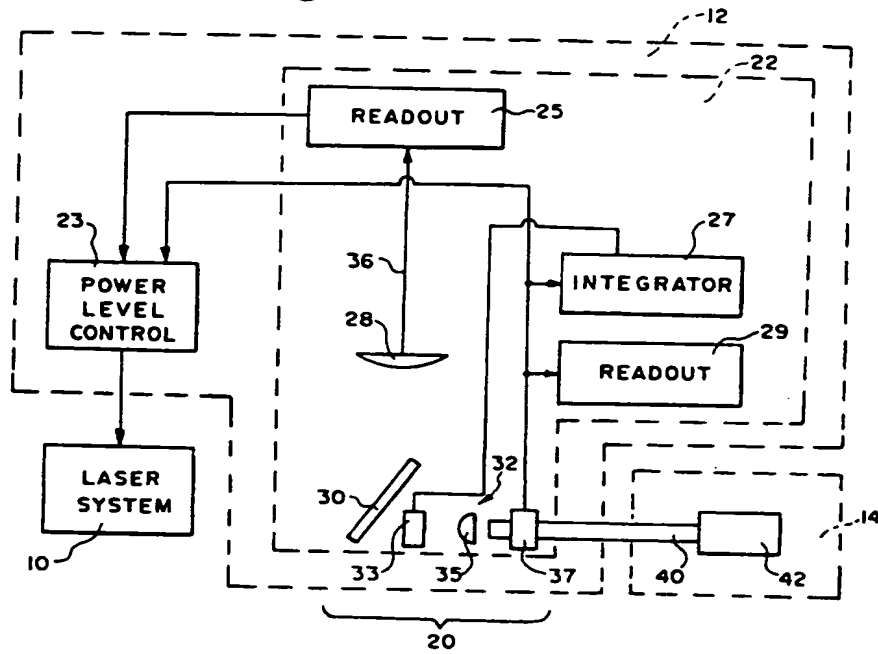 12
22
READOUT
25
23
27
36
POWER
LEVEL
CONTROL
INTEGRATOR
28
29
READOUT
LASER
SYSTEM
32
30
14
10
33
35
37
40
42
20